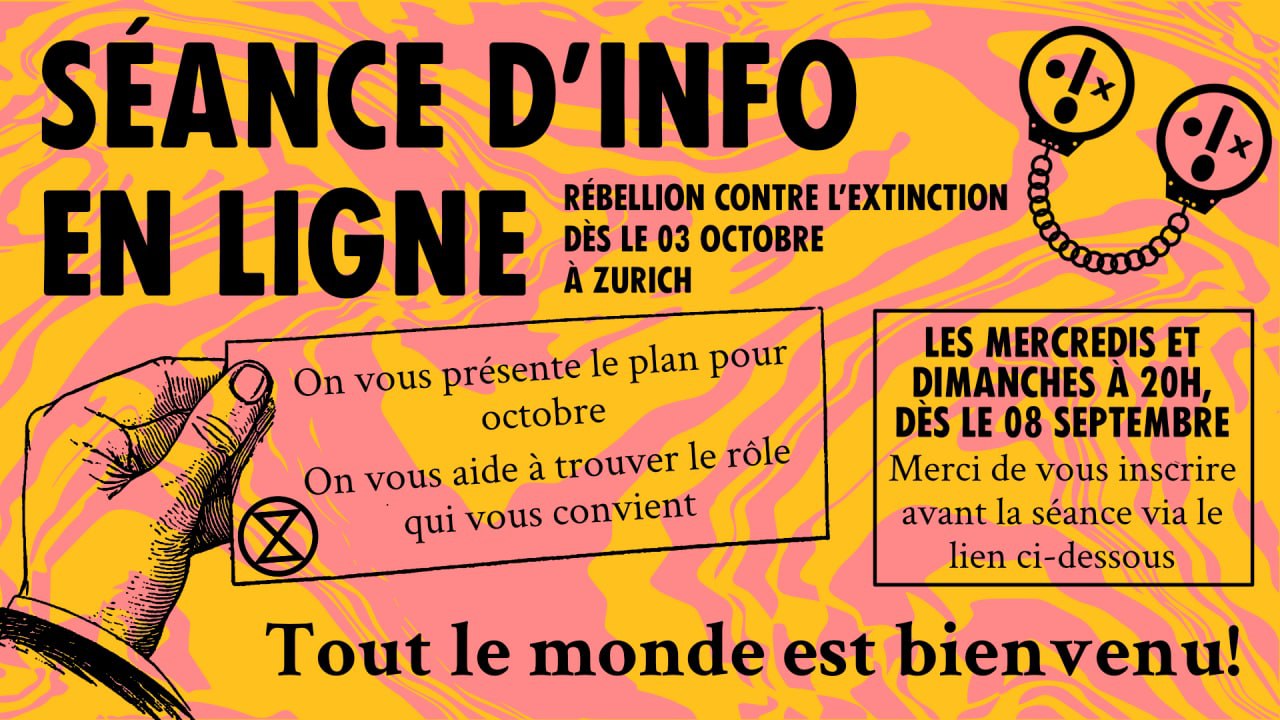 SÉANCE D'INFO
EN LIGNE
RÉBELLION CONTRE L'EXTINCTION
DÈS LE 03 OCTOBRE
À ZURICH
On vous présente le plan pour
octobre
On vous aide à trouver le rôle
qui vous convient
LES MERCREDIS ET
DIMANCHES À 20H,
DÈS LE 08 SEPTEMBRE
Merci de vous inscrire
avant la séance via le
lien ci-dessous
Tout le monde est bienvenu!